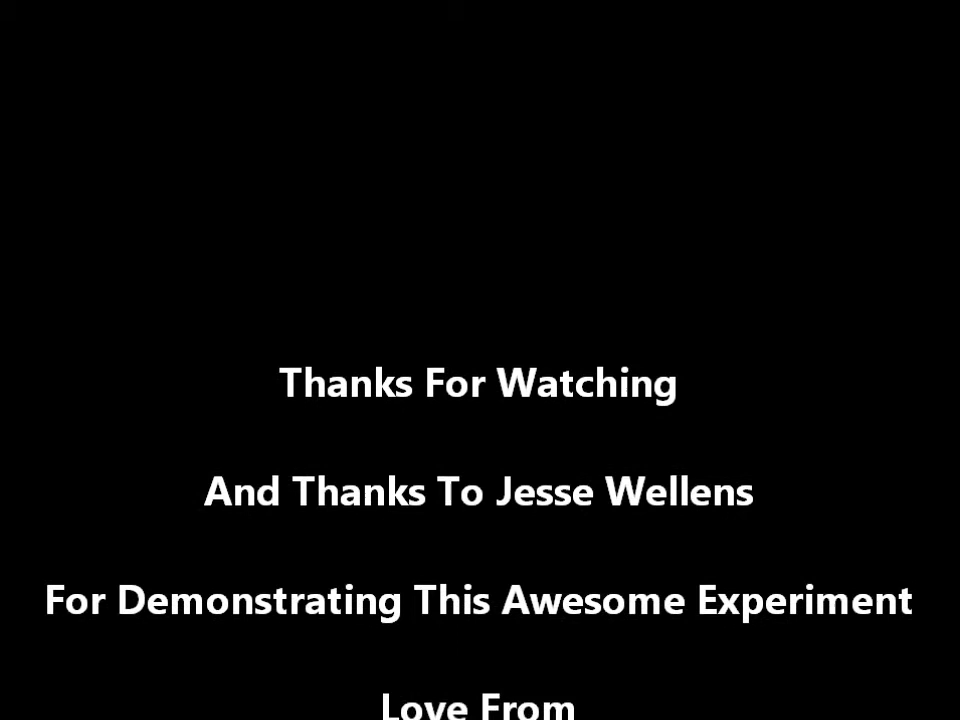 Thanks For Watching
And Thanks To Jesse Wellens
For Demonstrating This Awesome Experiment
Love From